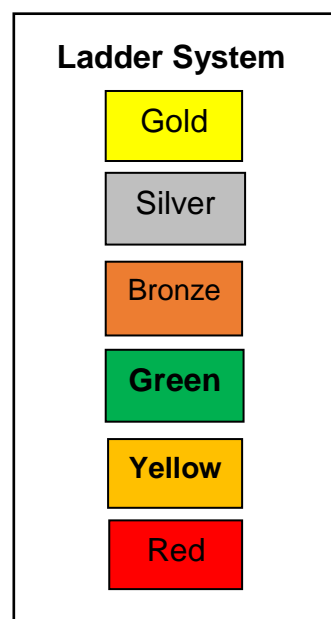 Ladder System
Gold
Silver
Bronze
Green
Yellow
Red